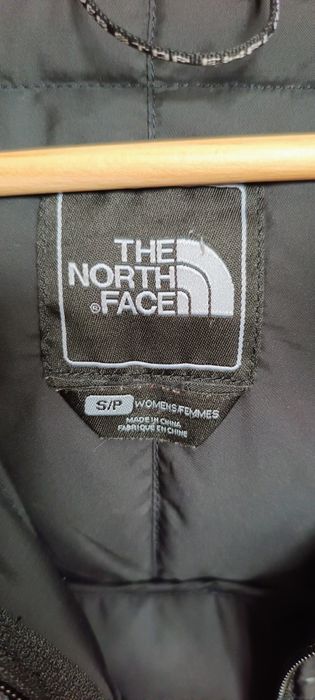 THE
NORTH
®FACE
S/P WOMENS/FEMMES
MADE IN CHINA
FABRIQUÉ EN CHINE